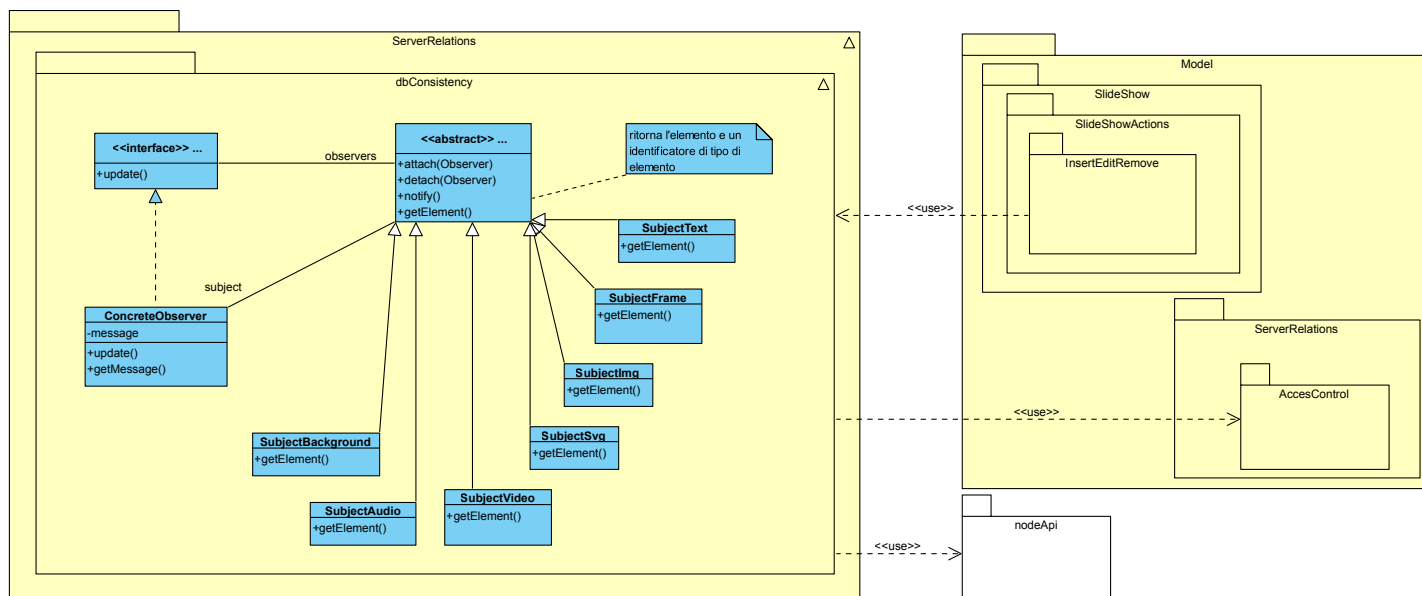 ServerRelations
dbConsistency
<<interface>> ...
+update()
observers
<<abstract>> ...
+attach(Observer)
+detach(Observer)
+notify()
+getElement()
ritorna l'elemento e un
identificatore di tipo di
elemento
subject
ConcreteObserver
-message
+update()
+getMessage()
SubjectText
+getElement()
SubjectFrame
+getElement()
SubjectImg
+getElement()
SubjectSvg
+getElement()
SubjectBackground
+getElement()
SubjectVideo
+getElement()
SubjectAudio
+getElement()
<<use>>
<<use>>
<<use>>
Model
SlideShow
SlideShowActions
InsertEditRemove
ServerRelations
AccesControl
nodeApi